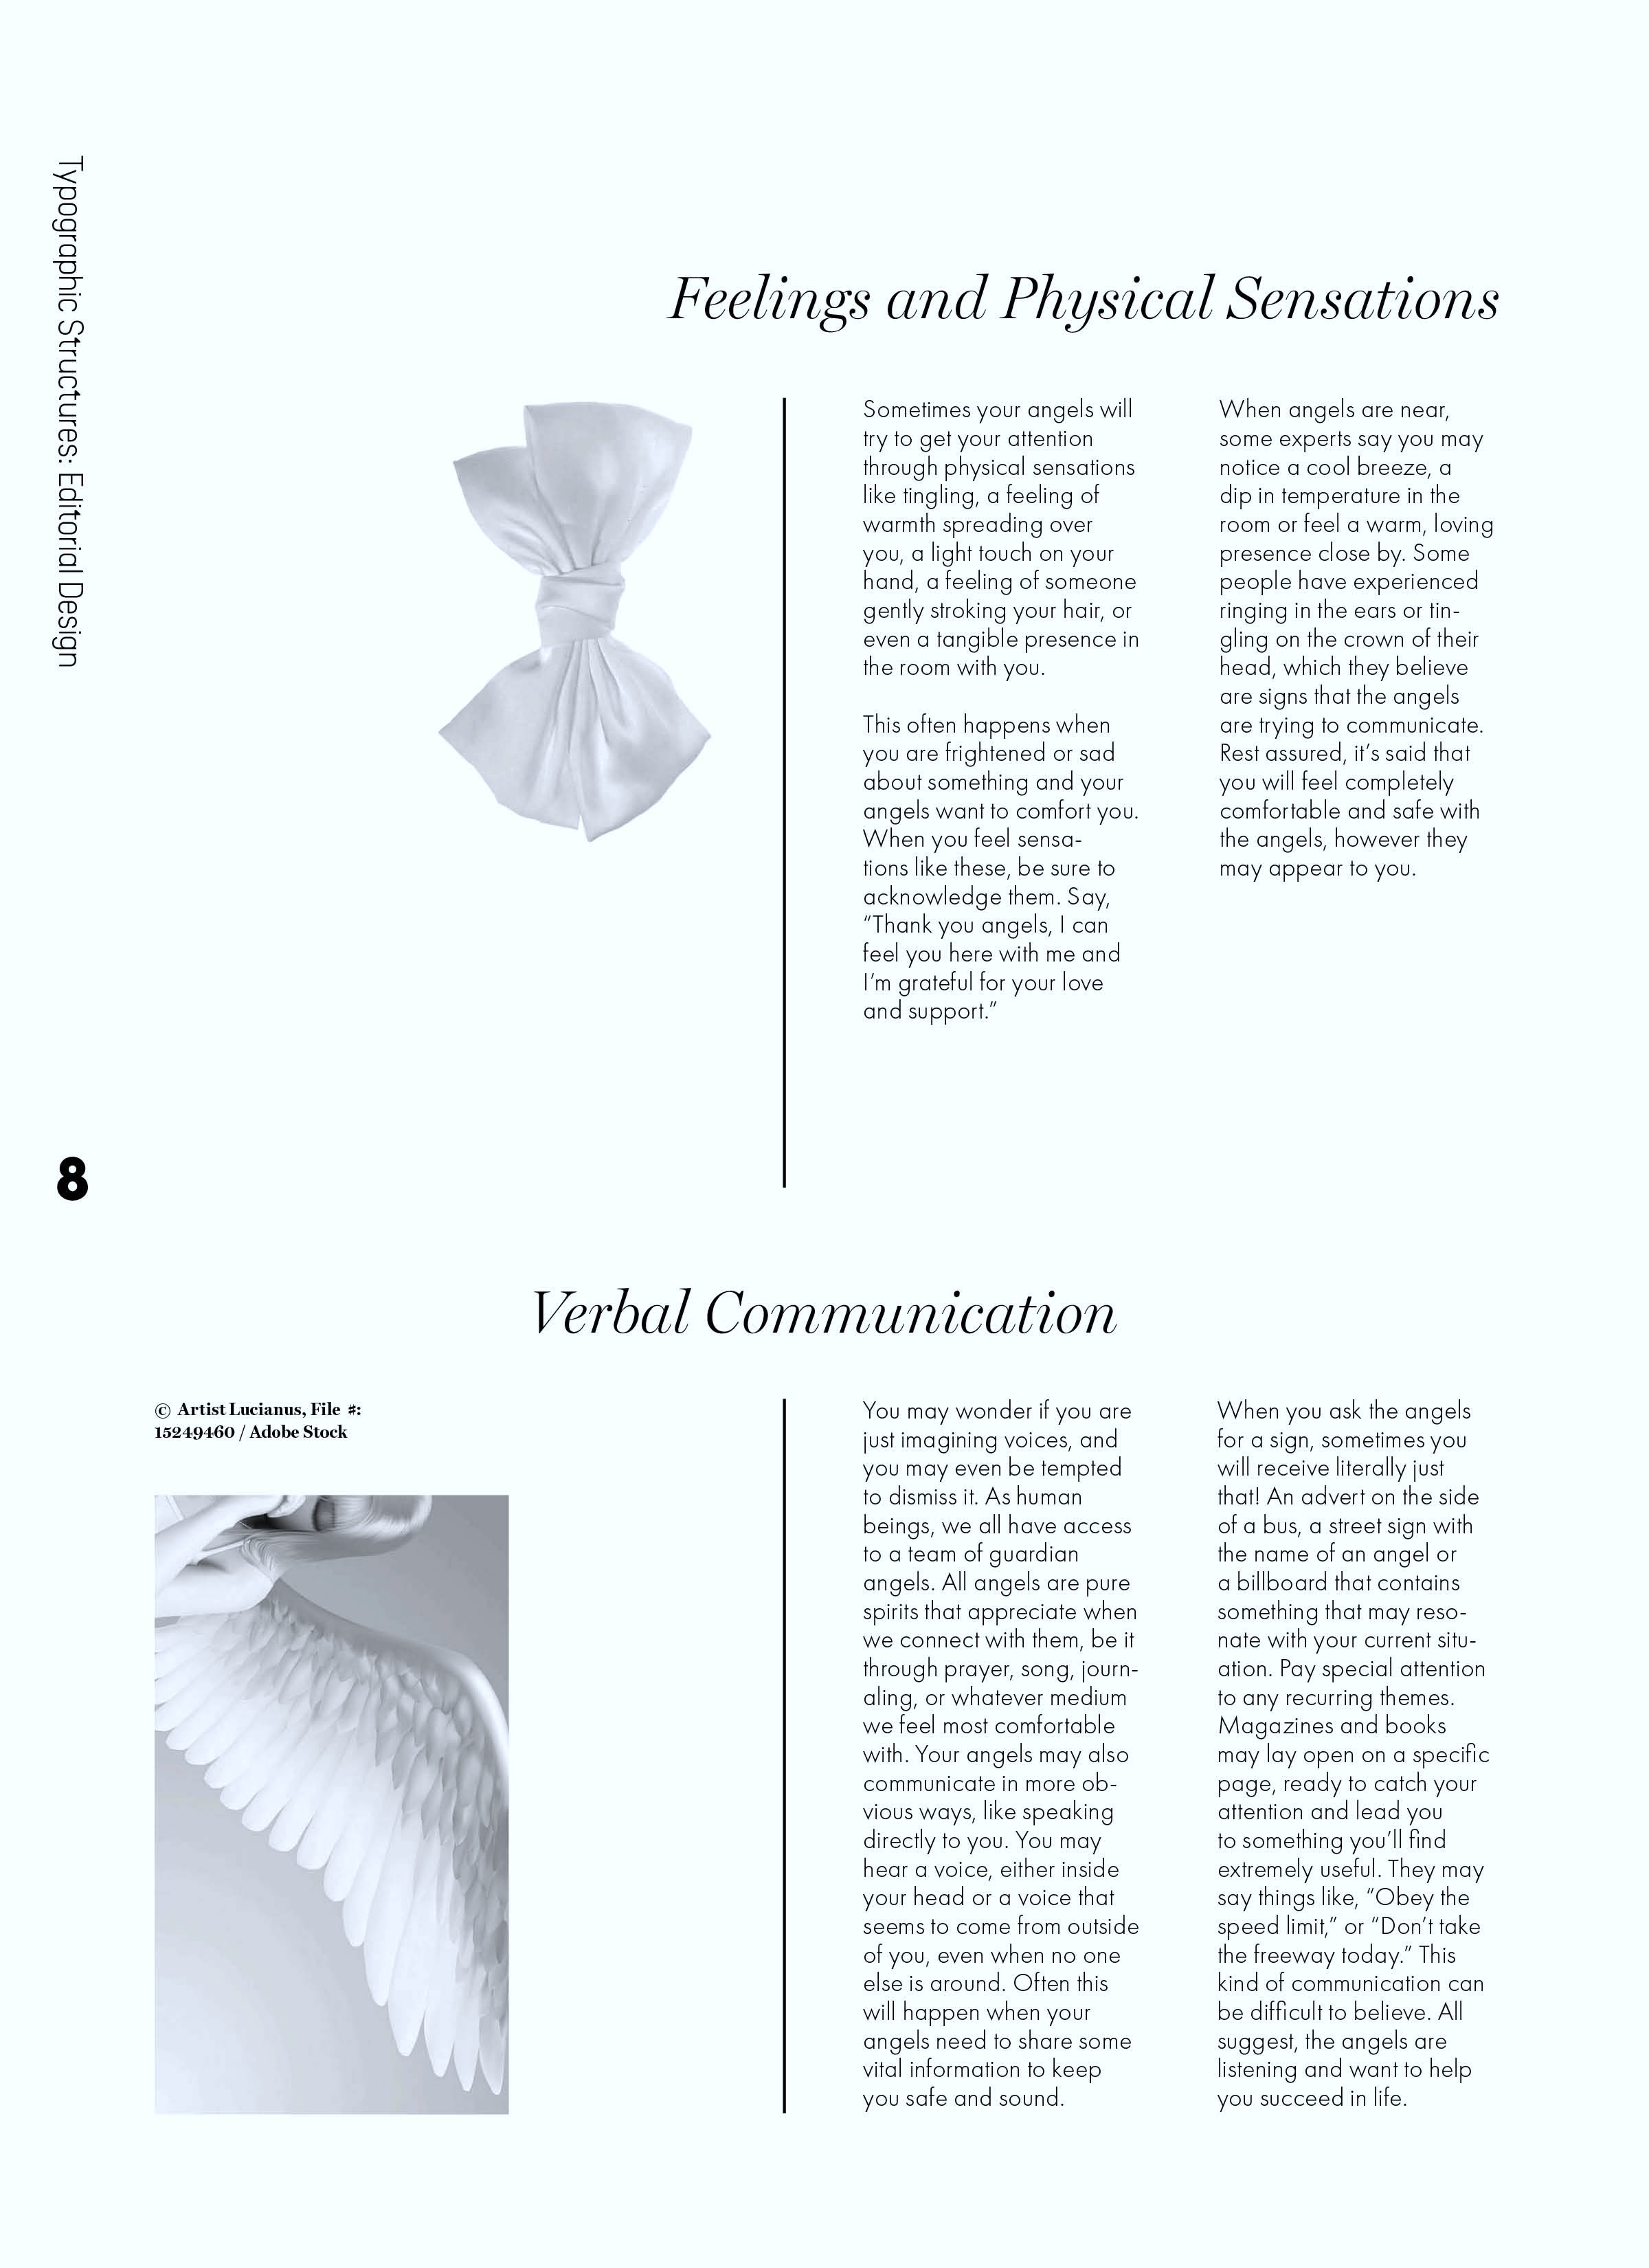 Typographic Structures: Editorial Design
Feelings and Physical Sensations
Sometimes your angels will
try to get your attention
through physical sensations
like tingling, a feeling of
warmth spreading over
you, a light touch on your
hand, a feeling of someone
gently stroking your hair, or
even a tangible presence in
the room with you.
This often happens when
you are frightened or sad
about something and your
angels want to comfort you.
When you feel sensa-
tions like these, be sure to
acknowledge them. Say,
“Thank you angels, I can
feel you here with me and
I’m grateful for your love
and support.”
When angels are near,
some experts say you may
notice a cool breeze, a
dip in temperature in the
room or feel a warm, loving
presence close by. Some
people have experienced
ringing in the ears or tin-
gling on the crown of their
head, which they believe
are signs that the angels
are trying to communicate.
Rest assured, it’s said that
you will feel completely
comfortable and safe with
the angels, however they
may appear to you.
8
Verbal Communication
© Artist Lucianus, File #:
15249460 / Adobe Stock
You may wonder if you are
just imagining voices, and
you may even be tempted
to dismiss it. As human
beings, we all have access
to a team of guardian
angels. All angels are pure
spirits that appreciate when
we connect with them, be it
through prayer, song, journ-
aling, or whatever medium
we feel most comfortable
with. Your angels may also
communicate in more ob-
vious ways, like speaking
directly to you. You may
hear a voice, either inside
your head or a voice that
seems to come from outside
of you, even when no one
else is around. Often this
will happen when your
angels need to share some
vital information to keep
you safe and sound.
When you ask the angels
for a sign, sometimes you
will receive literally just
that! An advert on the side
of a bus, a street sign with
the name of an angel or
a billboard that contains
something that may reso-
nate with your current situ-
ation. Pay special attention
to any recurring themes.
Magazines and books
may lay open on a specific
page, ready to catch your
attention and lead you
to something you’ll find
extremely useful. They may
say things like, “Obey the
speed limit,” or “Don’t take
the freeway today.” This
kind of communication can
be difficult to believe. All
suggest, the angels are
listening and want to help
you succeed in life.